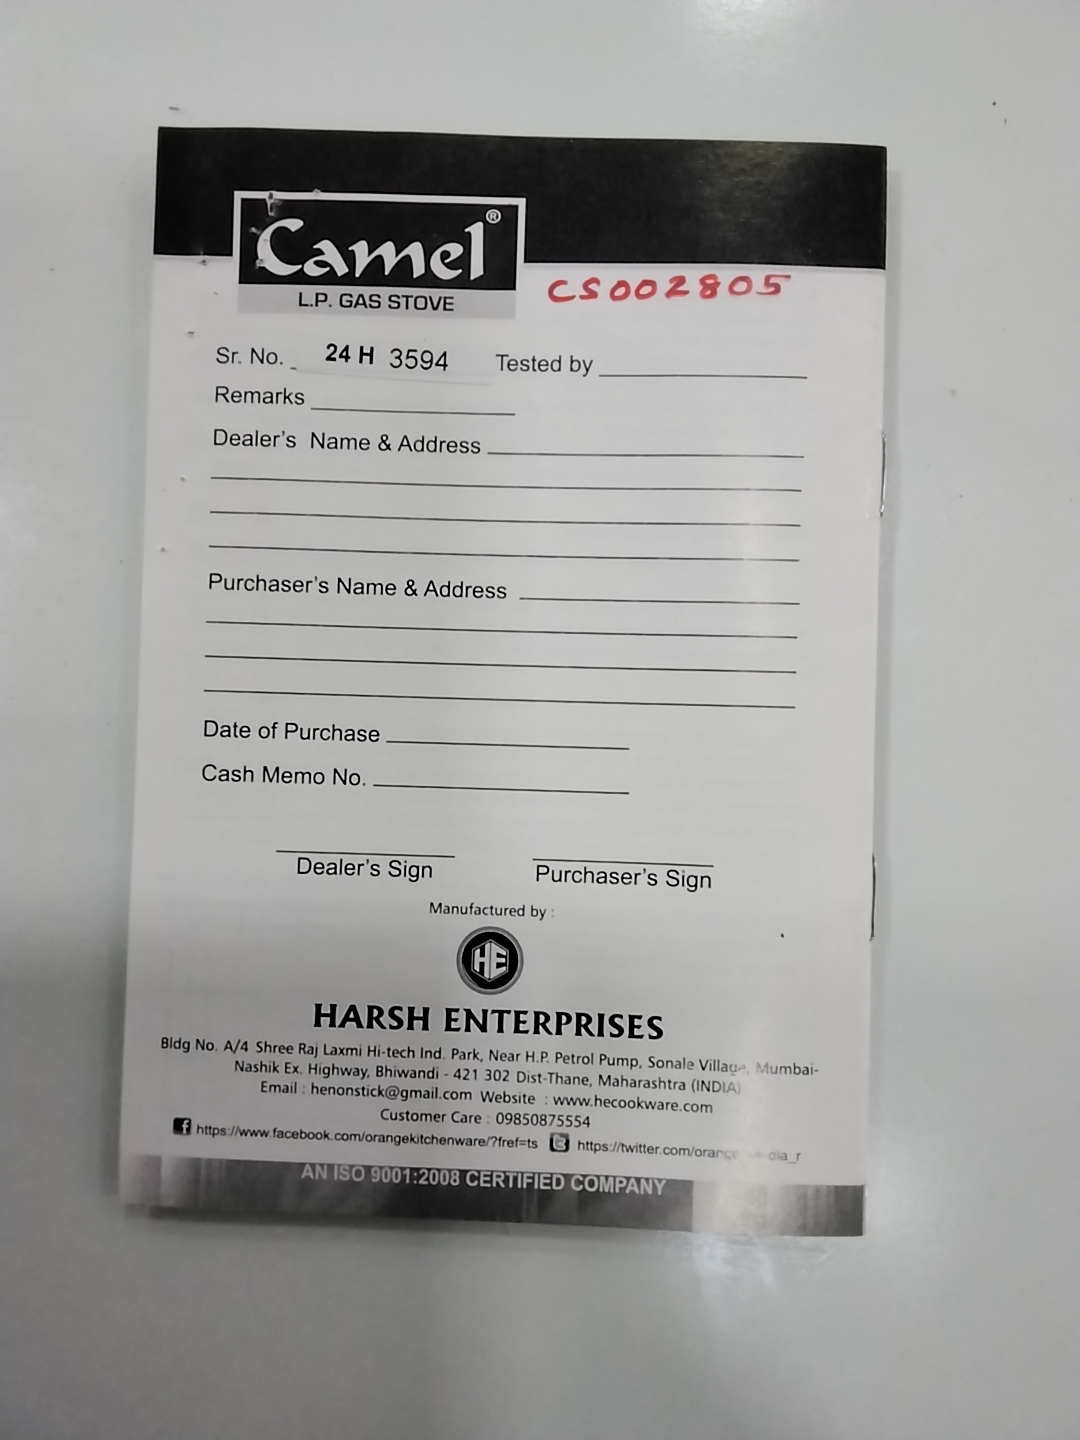 Camel®
L.P. GAS STOVE
CS002805
Sr. No. 24 H 3594 Tested by
Remarks
Dealer's Name & Address
Purchaser's Name & Address
Date of Purchase
Cash Memo No.
Dealer's Sign Purchaser's Sign
Manufactured by :
HE
HARSH ENTERPRISES
Bldg No. A/4 Shree Raj Laxmi Hi-tech Ind. Park, Near H.P. Petrol Pump, Sonale Village, Mumbai-
Nashik Ex. Highway, Bhiwandi - 421 302 Dist-Thane, Maharashtra (INDIA)
Email : henonstick@gmail.com Website : www.hecookware.com
Customer Care : 09850875554
https://www.facebook.com/orangekitchenware/?fref=ts
AN ISO 9001:2008 CERTIFIED COMPANY